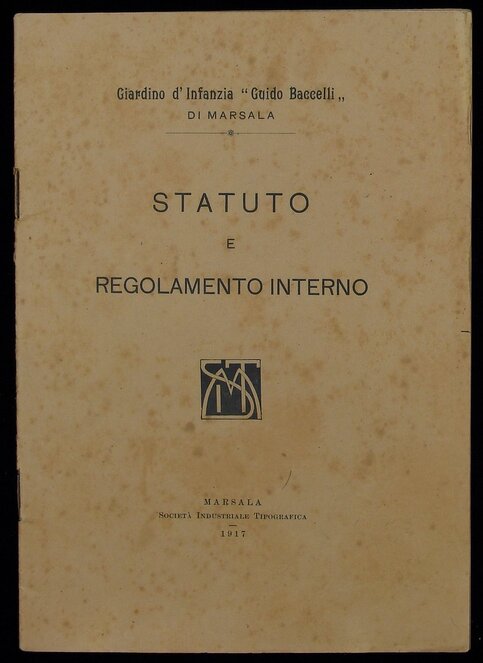 Giardino d' Infanzia “ Guido Baccelli „
DI MARSALA
STATUTO
E
REGOLAMENTO INTERNO
MARSALA
SOCIETÀ INDUSTRIALE TIPOGRAFICA
1917